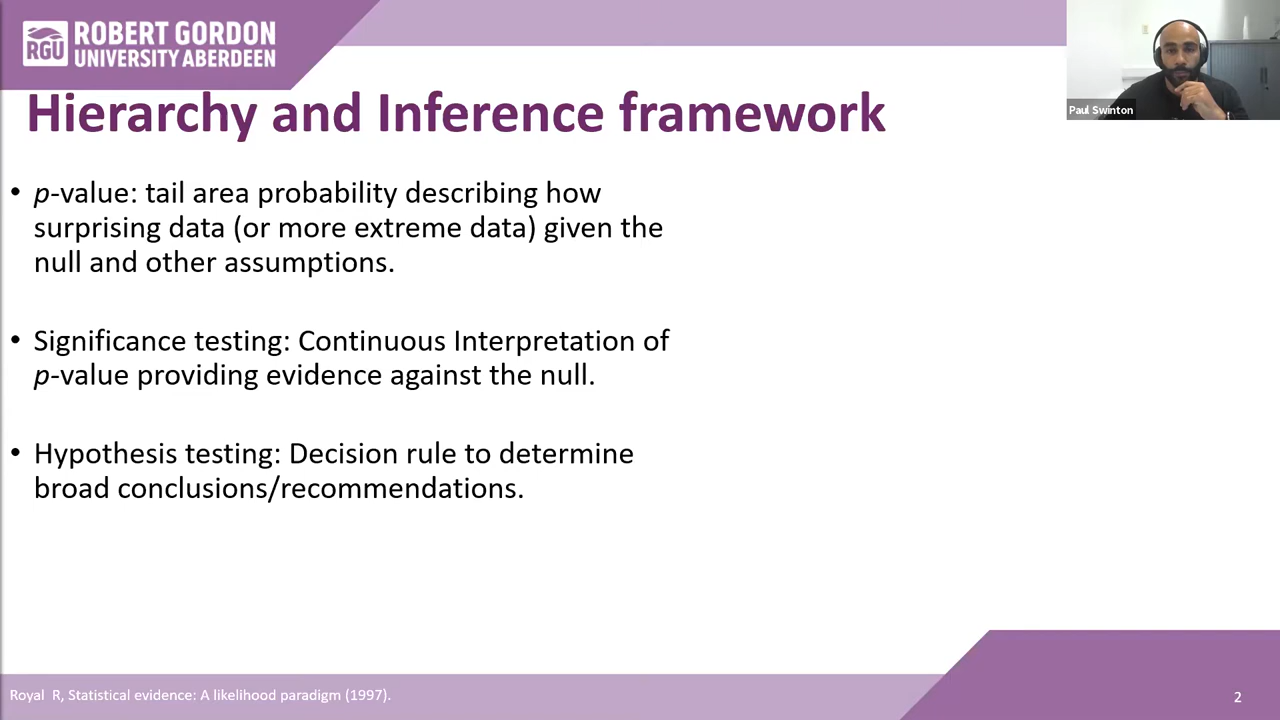 ROBERT GORDON
UNIVERSITY ABERDEEN
RGU
Paul Swinton
Hierarchy and Inference framework
• p-value: tail area probability describing how
surprising data (or more extreme data) given the
null and other assumptions.
• Significance testing: Continuous Interpretation of
p-value providing evidence against the null.
• Hypothesis testing: Decision rule to determine
broad conclusions/recommendations.
Royal R, Statistical evidence: A likelihood paradigm (1997).
2